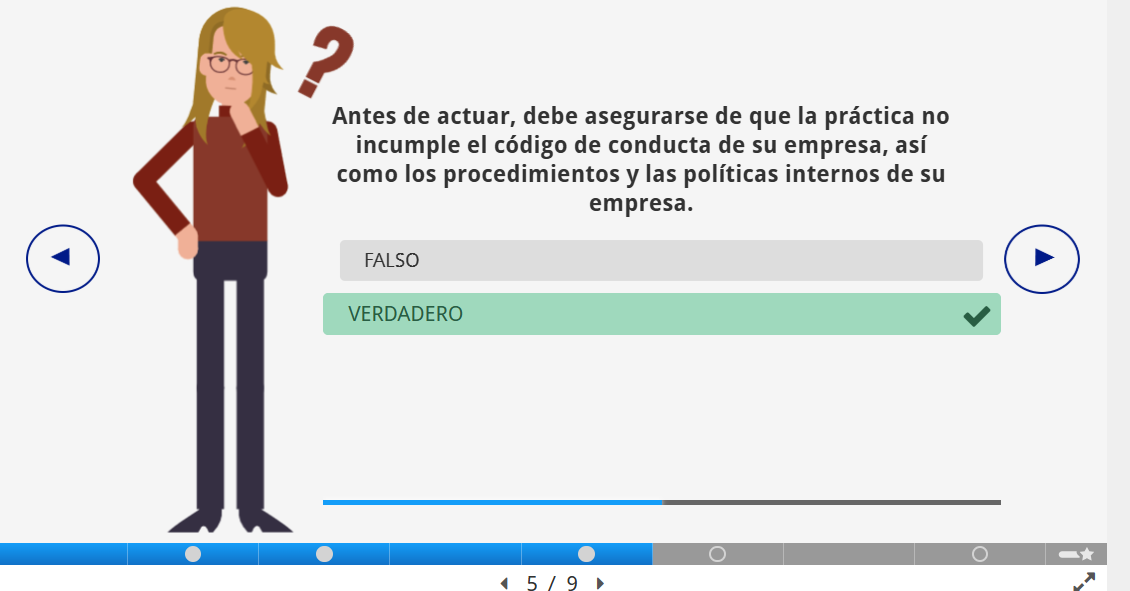 ?
Antes de actuar, debe asegurarse de que la práctica no
incumple el código de conducta de su empresa, así
como los procedimientos y las políticas internos de su
empresa.
FALSO
VERDADERO
5 / 9